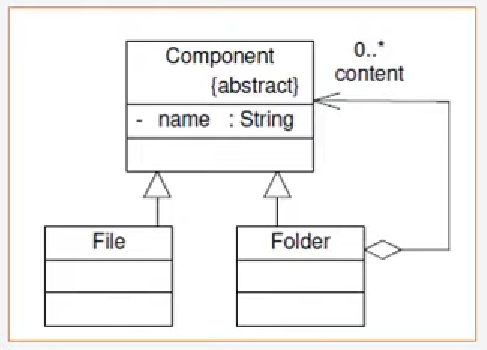 Component
{abstract}
- name : String
0..*
content
File
Folder